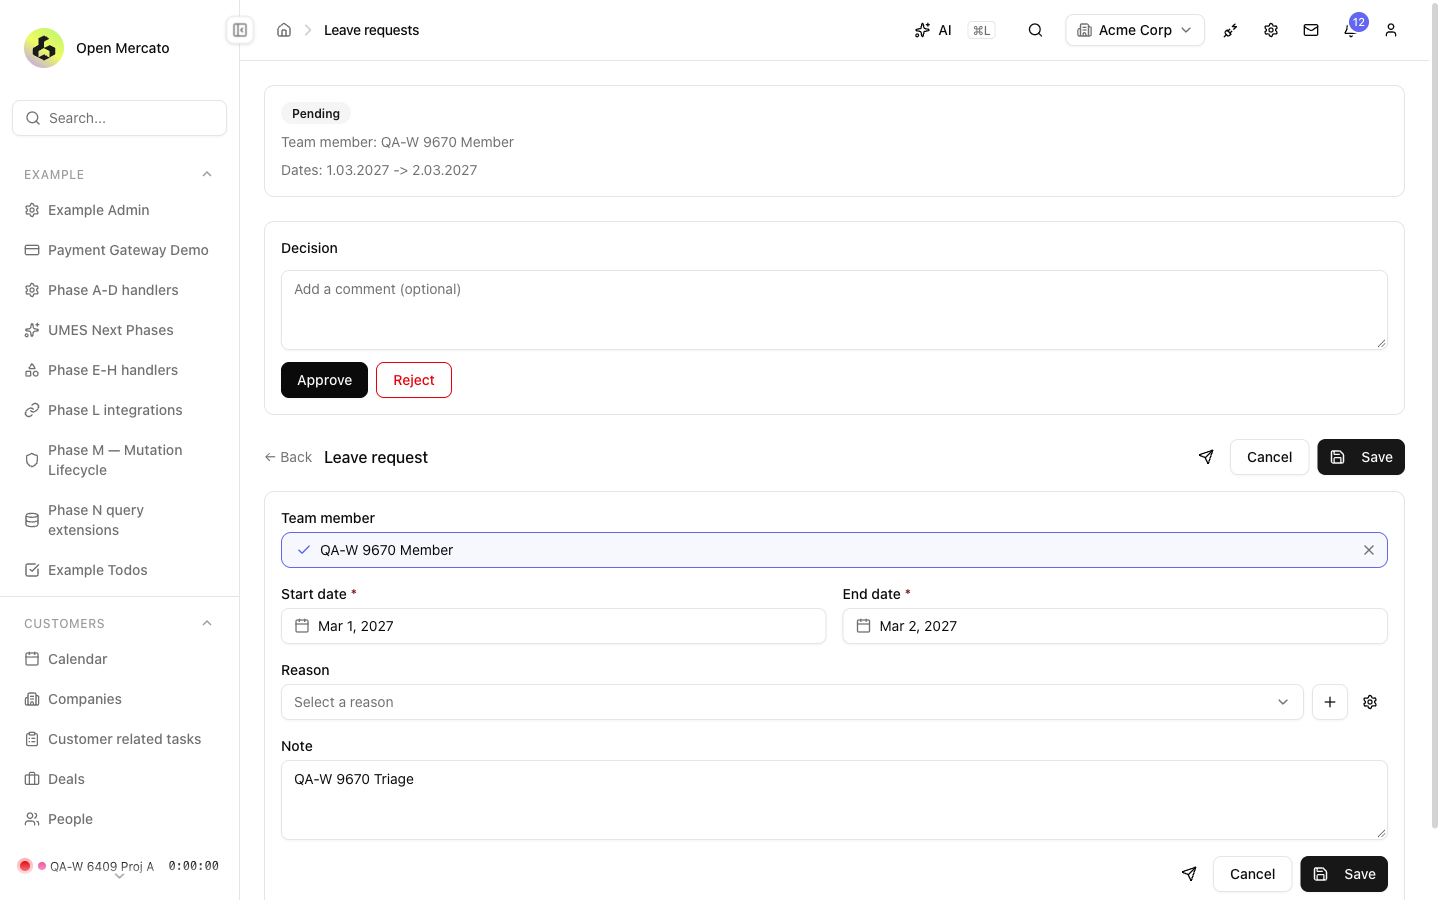 Open Mercato
Search...
EXAMPLE
Example Admin
Payment Gateway Demo
Phase A-D handlers
UMES Next Phases
Phase E-H handlers
Phase L integrations
Phase M — Mutation
Lifecycle
Phase N query
extensions
Example Todos
CUSTOMERS
Calendar
Companies
Customer related tasks
Deals
People
QA-W 6409 Proj A 0:00:00
Leave requests
AI ⌘L
Acme Corp
12
Pending
Team member: QA-W 9670 Member
Dates: 1.03.2027 -> 2.03.2027
Decision
Add a comment (optional)
Approve Reject
← Back Leave request
Cancel Save
Team member
QA-W 9670 Member
Start date * End date *
Mar 1, 2027 Mar 2, 2027
Reason
Select a reason
Note
QA-W 9670 Triage
Cancel Save